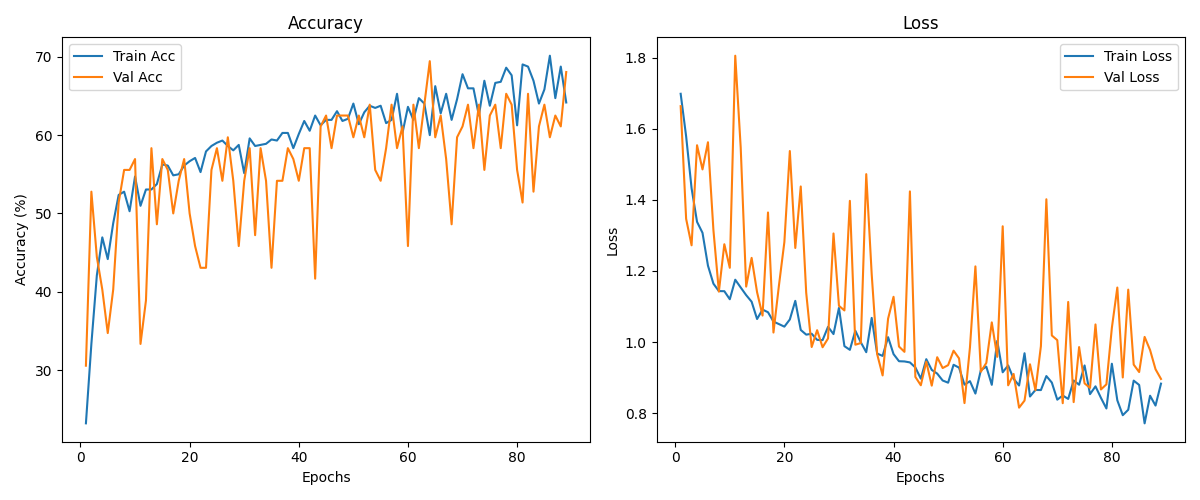 Accuracy
Train Acc
Val Acc
Accuracy (%)
70
60
50
40
30
0 20 40 60 80
Epochs
Loss
Train Loss
Val Loss
Loss
1.8
1.6
1.4
1.2
1.0
0.8
0 20 40 60 80
Epochs